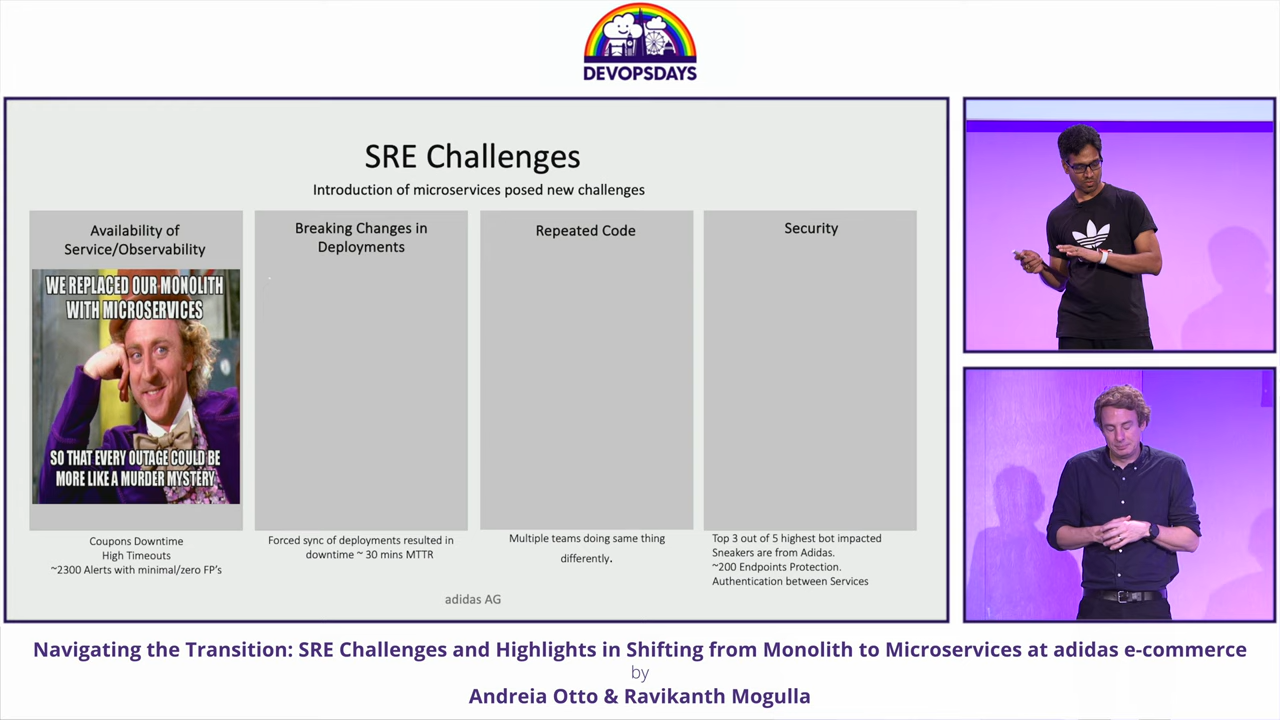 DEVOPSDAYS
SRE Challenges
Introduction of microservices posed new challenges
Availability of
Service/Observability
WE REPLACED OUR MONOLITH
WITH MICROSERVICES
SO THAT EVERY OUTAGE COULD BE
MORE LIKE A MURDER MYSTERY
Coupons Downtime
High Timeouts
~2300 Alerts with minimal/zero FP's
Breaking Changes in
Deployments
Forced sync of deployments resulted in
downtime ~ 30 mins MTTR
Repeated Code
Multiple teams doing same thing
differently.
Security
Top 3 out of 5 highest bot impacted
Sneakers are from Adidas.
~200 Endpoints Protection.
Authentication between Services
adidas AG
Navigating the Transition: SRE Challenges and Highlights in Shifting from Monolith to Microservices at adidas e-commerce
by
Andreia Otto & Ravikanth Mogulla